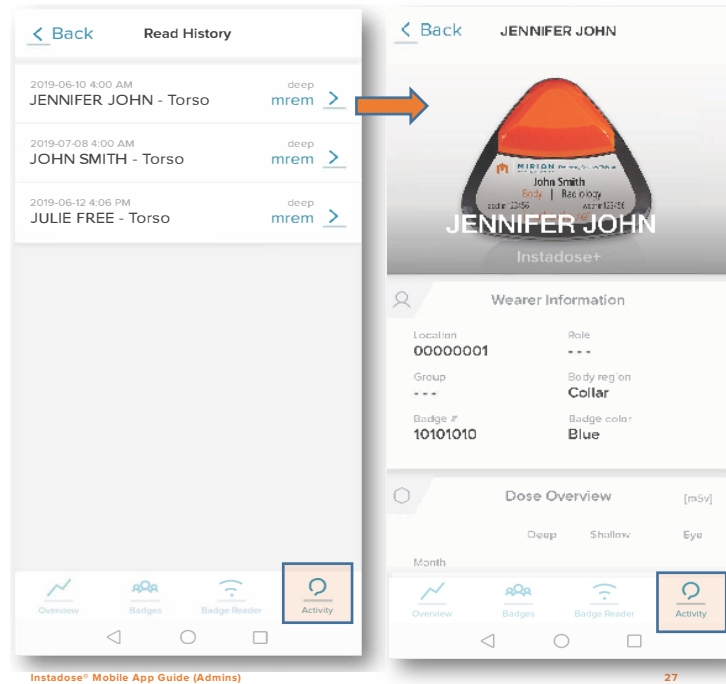 Back Read History
2019-06-10 4:00 AM deep
JENNIFER JOHN - Torso mrem
2019-07-08 4:00 AM deep
JOHN SMITH - Torso mrem
2019-06-12 4:06 PM deep
JULIE FREE - Torso mrem
Overview Badges Badge Reader Activity
Back JENNIFER JOHN
MIRION
John Smith
Body | Radiology
JENNIFER JOHN
Instadose+
Wearer Information
Location Role
00000001 - - -
Group Body region
- - - Collar
Badge # Badge color
10101010 Blue
Dose Overview [mSv]
Deep Shallow Eye
Month
Overview Badges Badge Reader Activity
Instadose® Mobile App Guide (Admins) 27